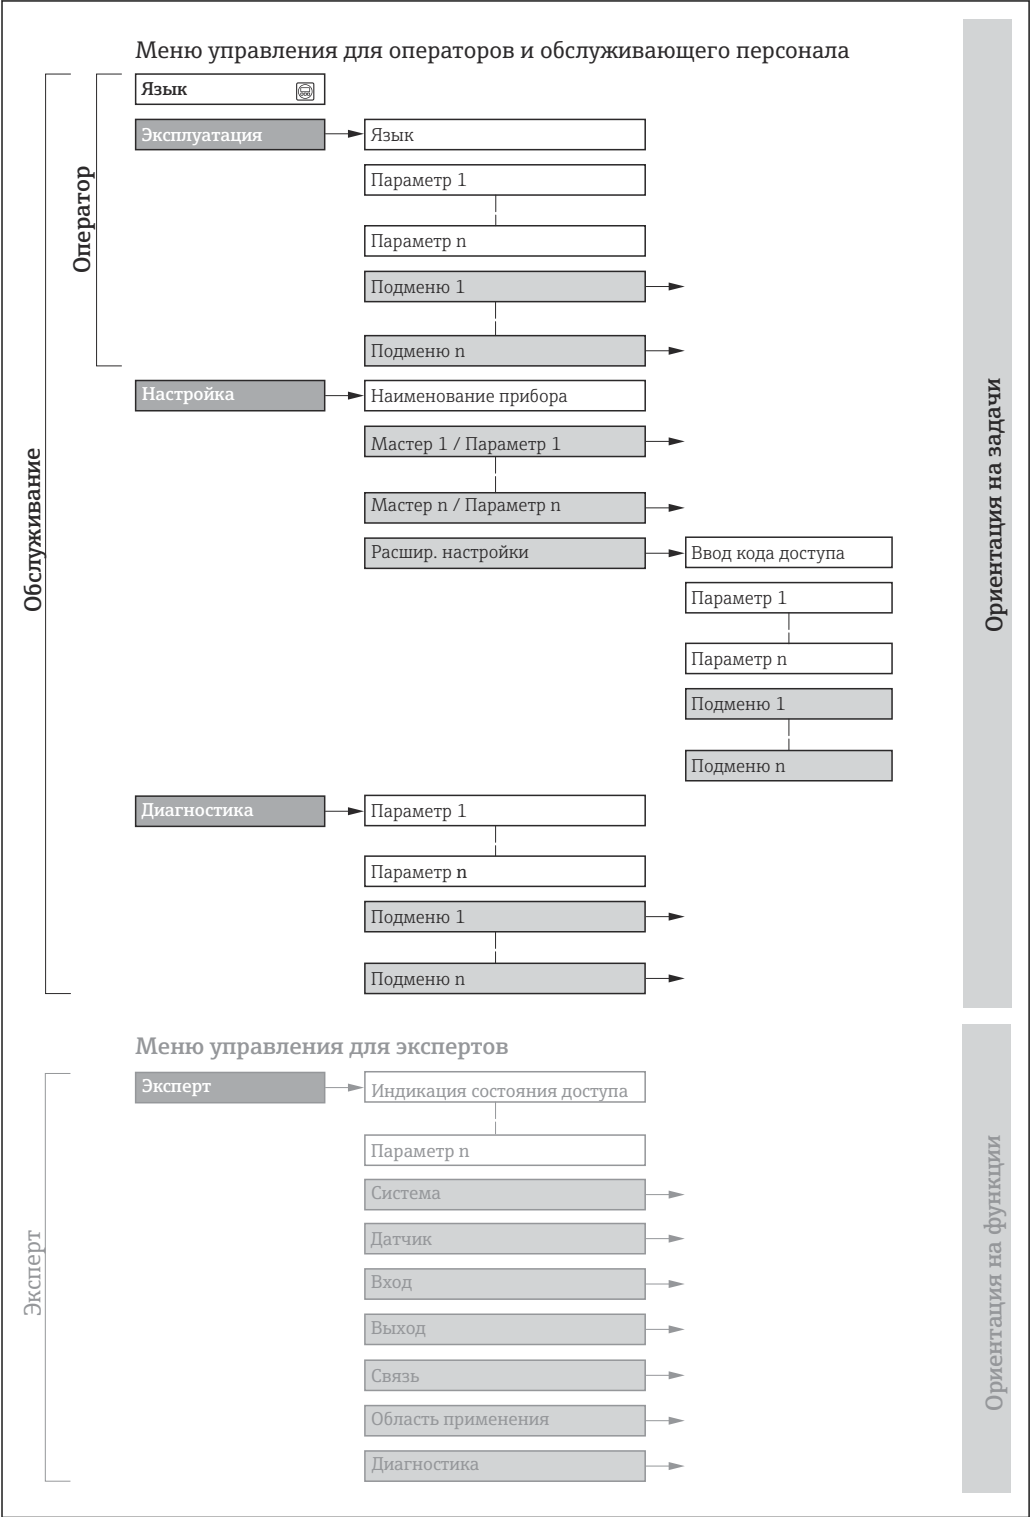 Меню управления для операторов и обслуживающего персонала
Язык
Эксплуатация
Язык
Параметр 1
Параметр n
Подменю 1
Подменю n
Оператор
Настройка
Наименование прибора
Мастер 1 / Параметр 1
Мастер n / Параметр n
Расшир. настройки
Ввод кода доступа
Параметр 1
Параметр n
Подменю 1
Подменю n
Обслуживание
Диагностика
Параметр 1
Параметр n
Подменю 1
Подменю n
Ориентация на задачи
Меню управления для экспертов
Эксперт
Индикация состояния доступа
Параметр n
Система
Датчик
Вход
Выход
Связь
Область применения
Диагностика
Эксперт
Ориентация на функции